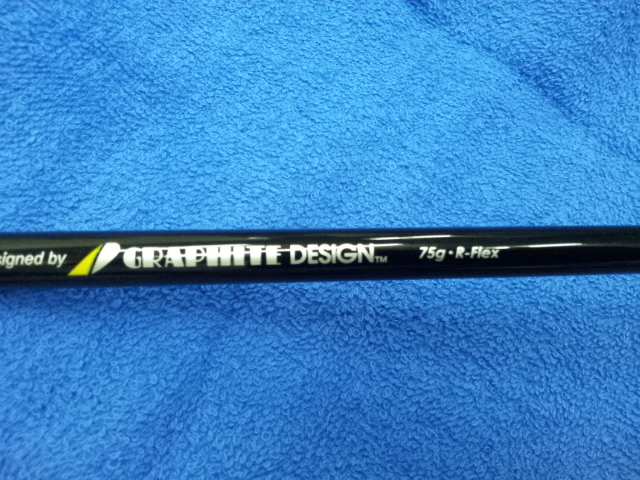 signed by GRAPHITE DESIGN™ 75g • R-Flex